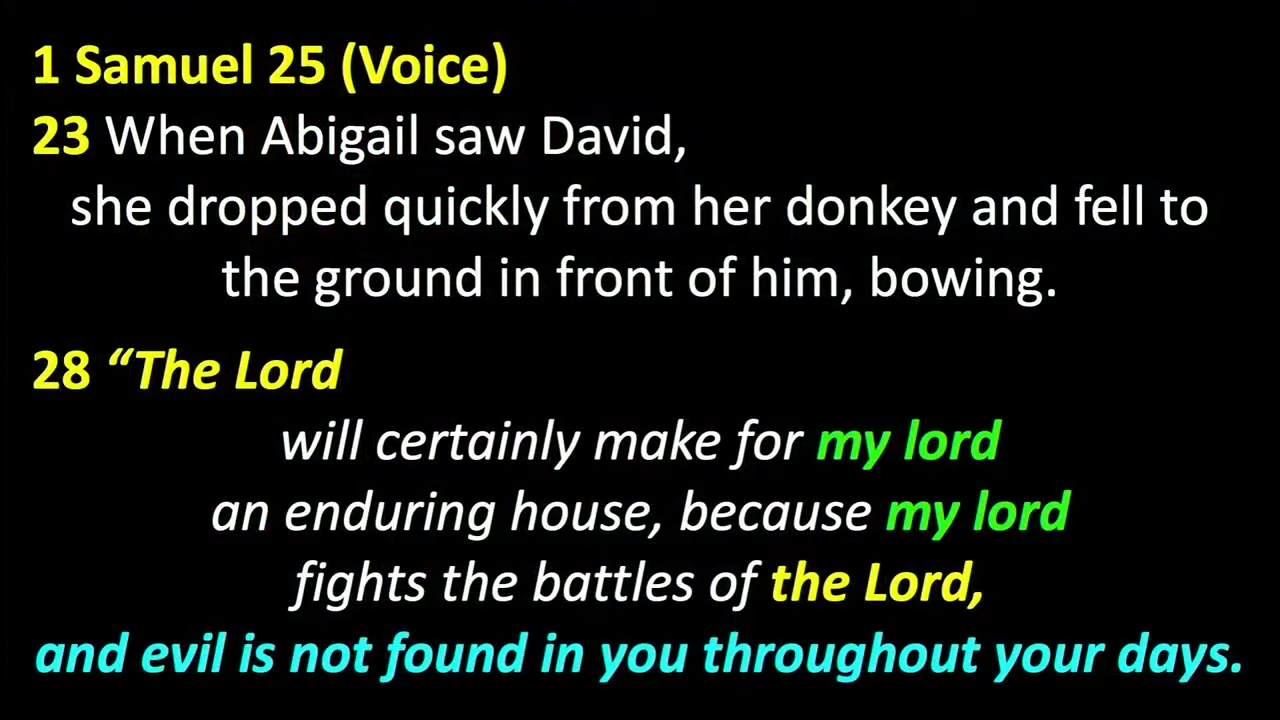 1 Samuel 25 (Voice)
23 When Abigail saw David,
she dropped quickly from her donkey and fell to
the ground in front of him, bowing.
28 “The Lord
will certainly make for my lord
an enduring house, because my lord
fights the battles of the Lord,
and evil is not found in you throughout your days.